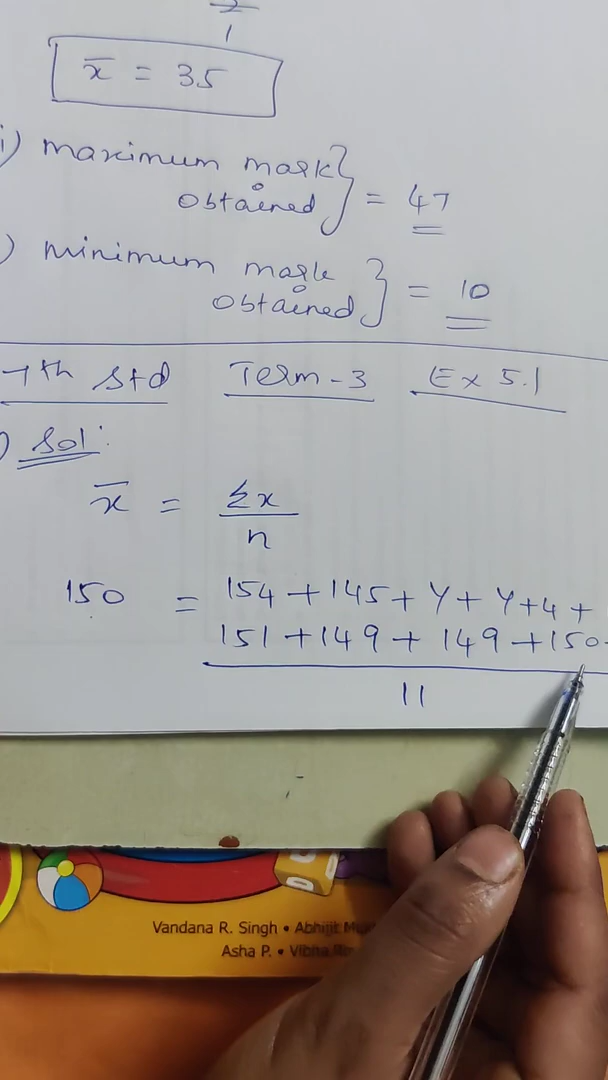 x̄ = 35
i) maximum mark
obtained } = 47
) minimum mark
obtained } = 10
7th Std Term-3 Ex 5.1
) Sol:
x̄ = Σx
n
150 = 154+145+y+y+4+
151+149+149+150
11
Vandana R. Singh • Abhijit
Asha P. •